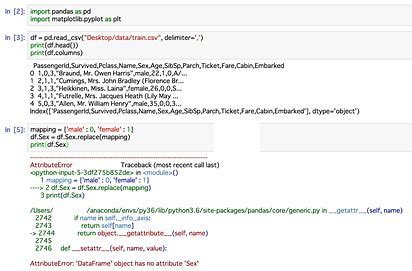 In [2]: import pandas as pd
import matplotlib.pyplot as plt
In [3]: df = pd.read_csv("Desktop/data/train.csv", delimiter=',')
print(df.head())
print(df.columns)
PassengerId,Survived,Pclass,Name,Sex,Age,SibSp,Parch,Ticket,Fare,Cabin,Embarked
0 1,0,3,"Braund, Mr. Owen Harris",male,22,1,0,A/...
1 2,1,1,"Cumings, Mrs. John Bradley (Florence Br...
2 3,1,3,"Heikkinen, Miss. Laina",female,26,0,0,S...
3 4,1,1,"Futrelle, Mrs. Jacques Heath (Lily May ...
4 5,0,3,"Allen, Mr. William Henry",male,35,0,0,3...
Index(['PassengerId,Survived,Pclass,Name,Sex,Age,SibSp,Parch,Ticket,Fare,Cabin,Embarked'], dtype='object')
In [5]: mapping = {'male' : 0, 'female' : 1}
df.Sex = df.Sex.replace(mapping)
print(df.Sex)
AttributeError Traceback (most recent call last)
<ipython-input-5-3df275b852de> in <module>()
1 mapping = {'male' : 0, 'female' : 1}
----> 2 df.Sex = df.Sex.replace(mapping)
3 print(df.Sex)
/Users/ /anaconda/envs/py36/lib/python3.6/site-packages/pandas/core/generic.py in __getattr__(self, name)
2742 if name in self._info_axis:
2743 return self[name]
-> 2744 return object.__getattribute__(self, name)
2745
2746 def __setattr__(self, name, value):
AttributeError: 'DataFrame' object has no attribute 'Sex'